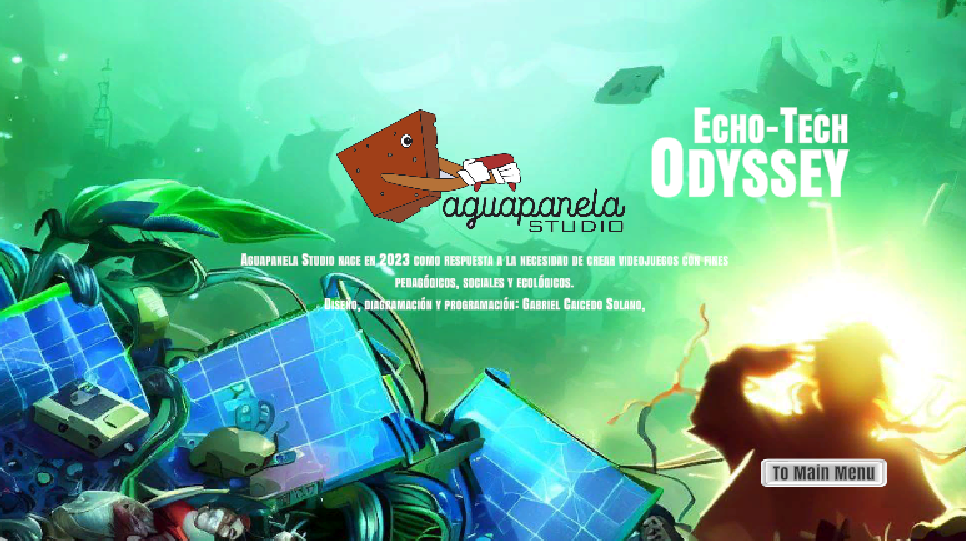 Echo-Tech
Odyssey
aguapanela
STUDIO
Aguapanela Studio nace en 2023 como respuesta a la necesidad de crear videojuegos con fines
pedagógicos, sociales y ecológicos.
Diseño, diagramación y programación: Gabriel Caicedo Solano,
To Main Menu